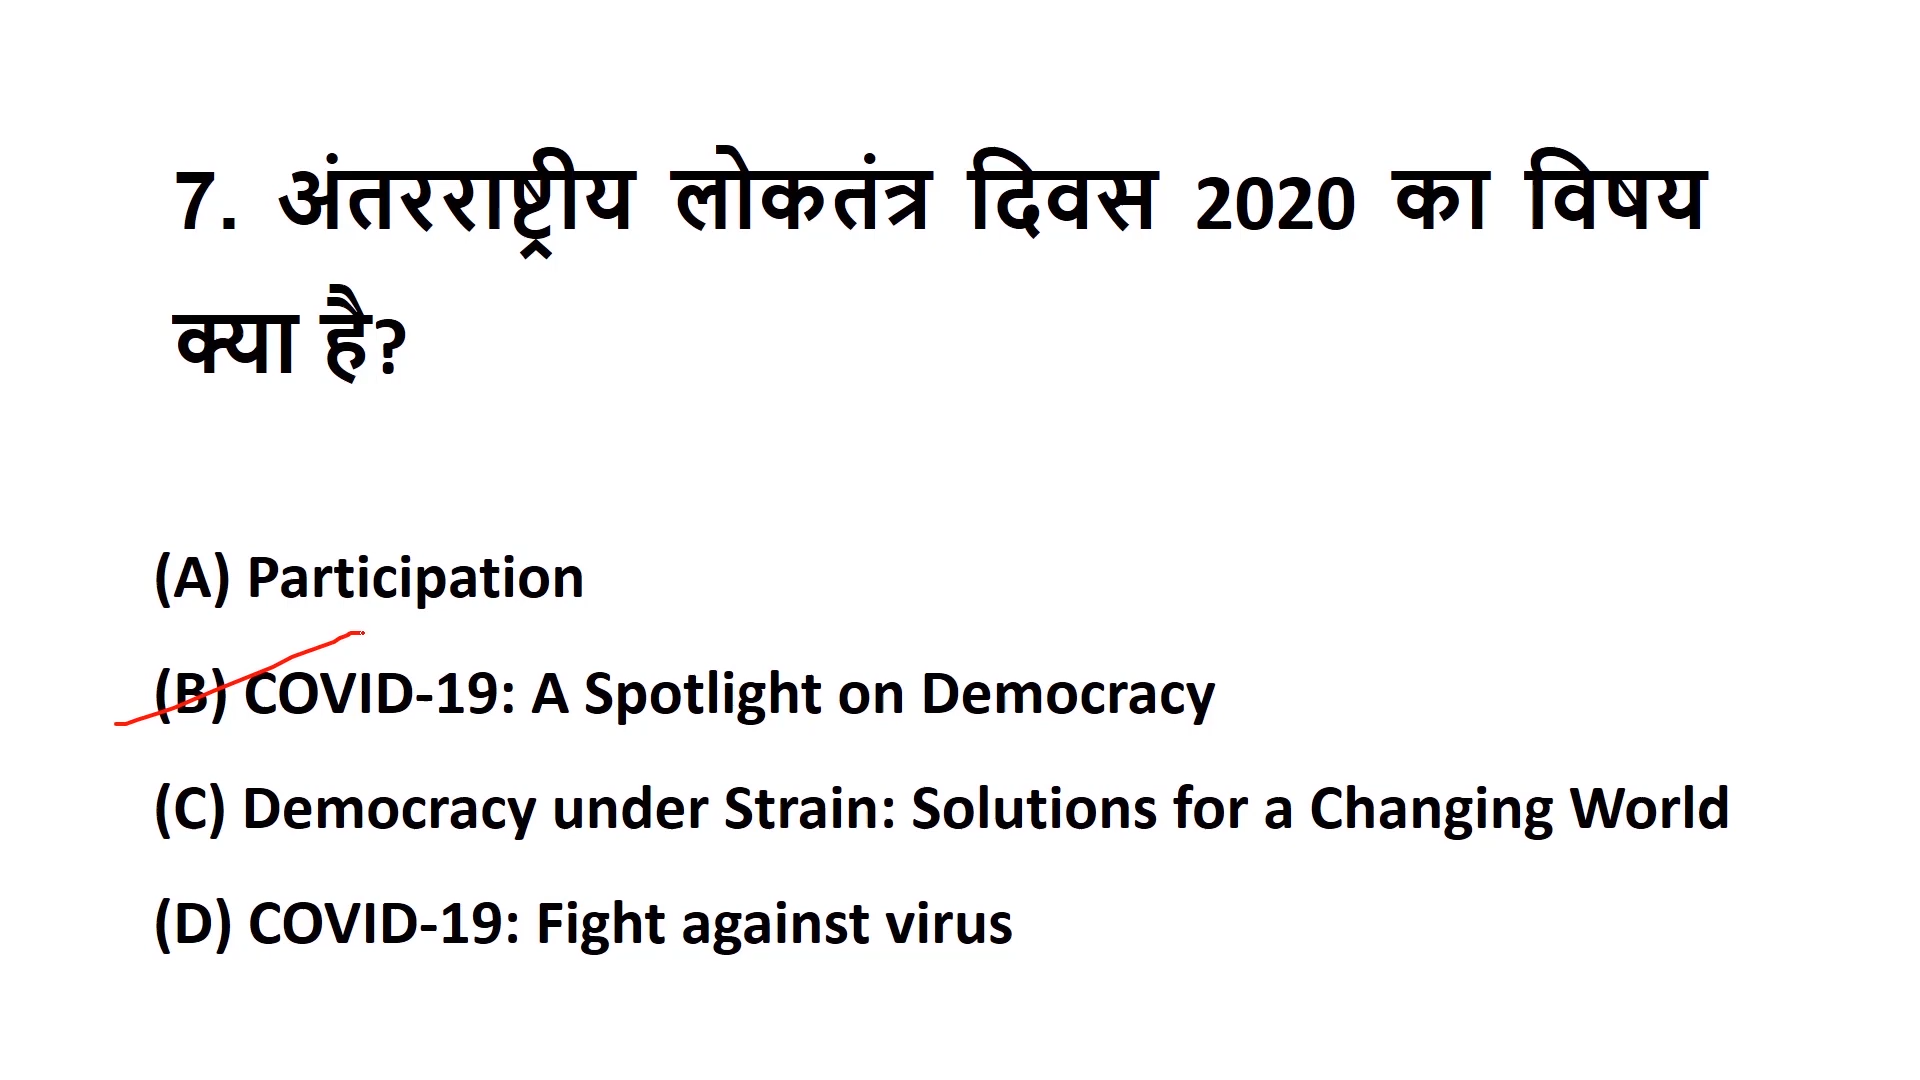 7. अंतरराष्ट्रीय लोकतंत्र दिवस 2020 का विषय
क्या है?
(A) Participation
(B) COVID-19: A Spotlight on Democracy
(C) Democracy under Strain: Solutions for a Changing World
(D) COVID-19: Fight against virus